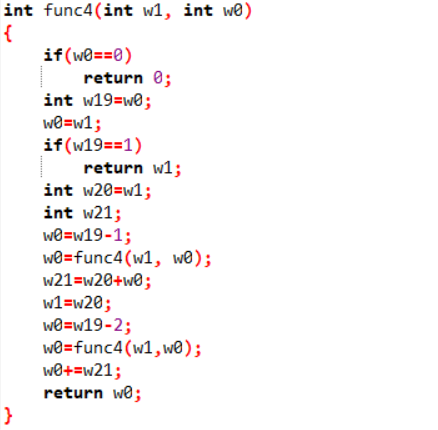 int func4(int w1, int w0)
{
    if(w0==0)
        return 0;
    int w19=w0;
    w0=w1;
    if(w19==1)
        return w1;
    int w20=w1;
    int w21;
    w0=w19-1;
    w0=func4(w1, w0);
    w21=w20+w0;
    w1=w20;
    w0=w19-2;
    w0=func4(w1,w0);
    w0+=w21;
    return w0;
}